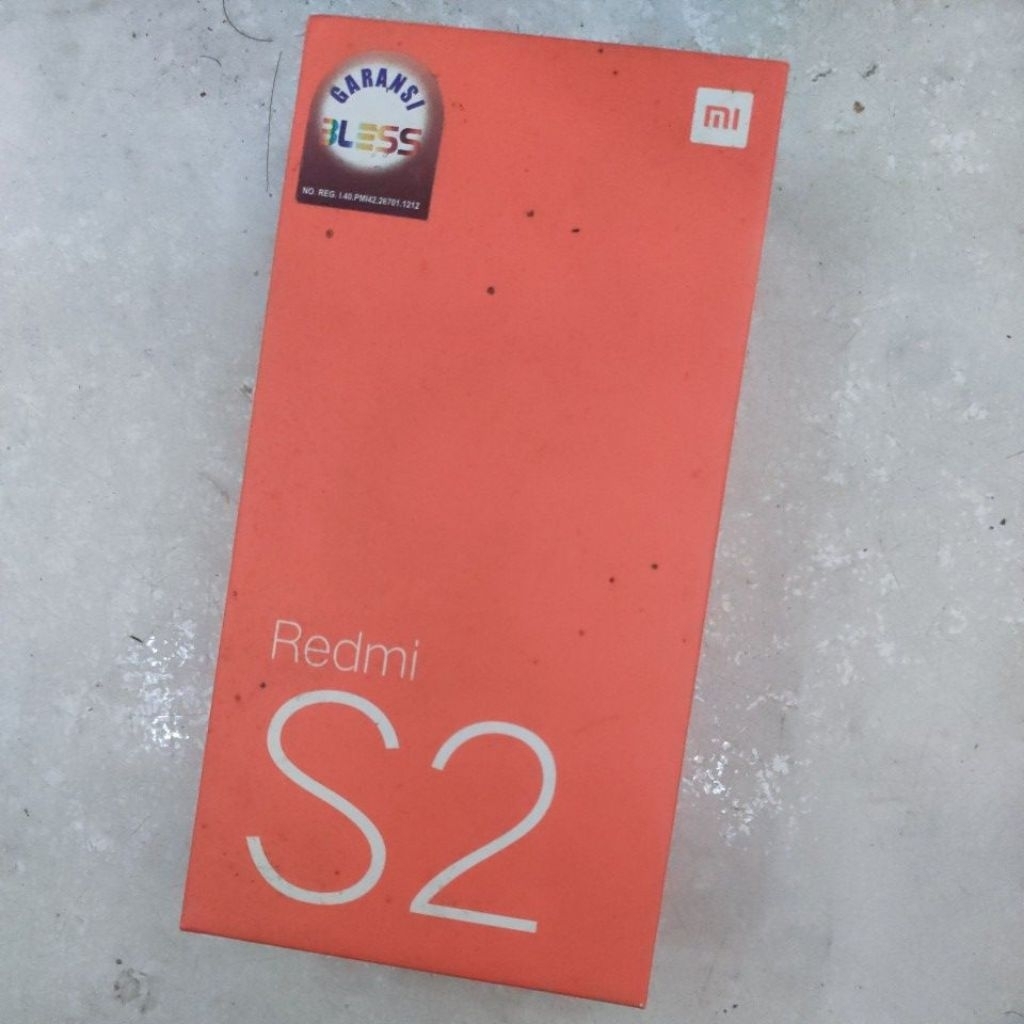 GARANSI
BLESS
NO. REG. I.40.PMI42.26701.1212
mi
Redmi
S2